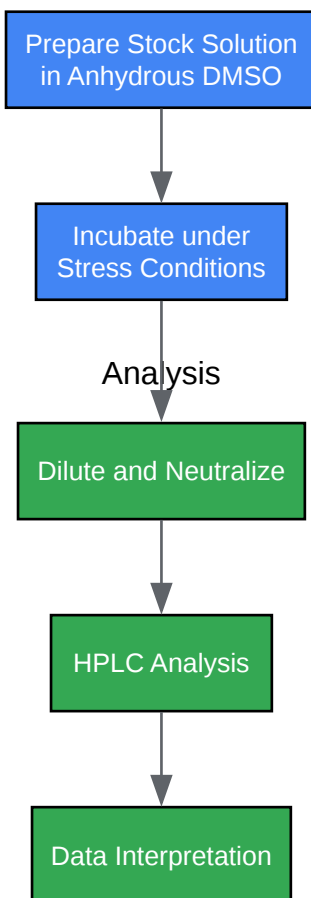 Prepare Stock Solution
in Anhydrous DMSO
Incubate under
Stress Conditions
Analysis
Dilute and Neutralize
HPLC Analysis
Data Interpretation